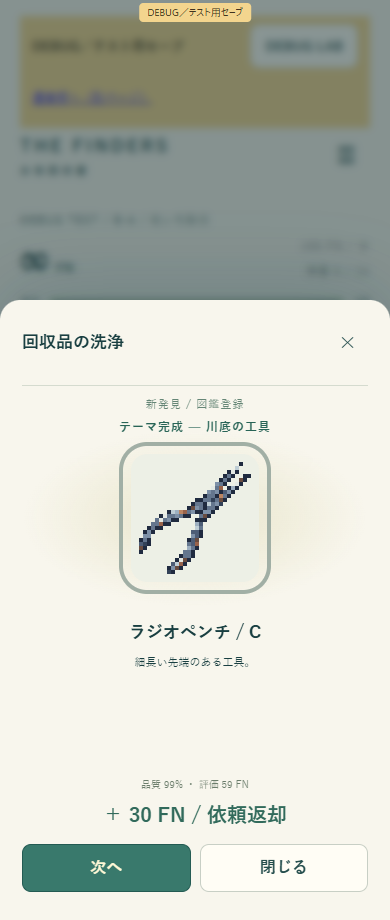 DEBUG／テスト用セーブ
THE FINDERS
回収品の洗浄
新発見 / 図鑑登録
テーマ完成 — 川底の工具
ラジオペンチ / C
細長い先端のある工具。
品質 99% ・ 評価 59 FN
＋ 30 FN / 依頼返却
次へ
閉じる